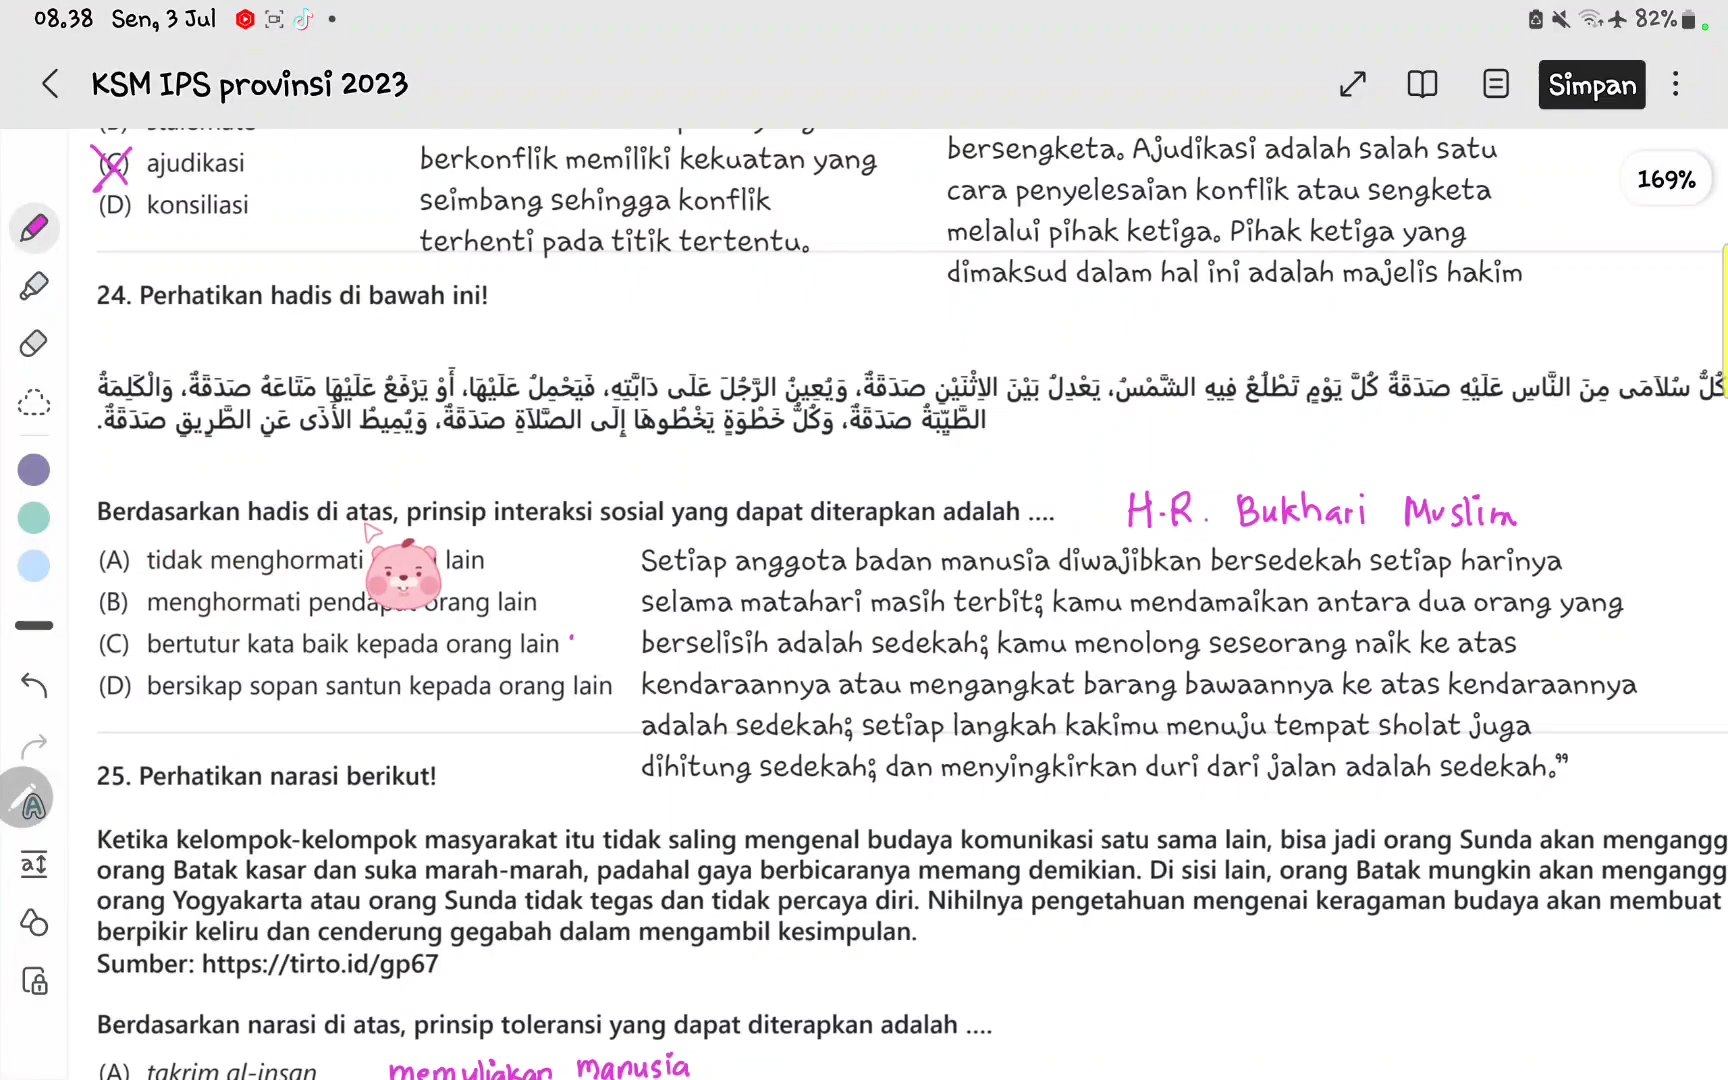 08.38 Sen, 3 Jul
82%
KSM IPS provinsi 2023
Simpan
169%
(C) ajudikasi
(D) konsiliasi
berkonflik memiliki kekuatan yang
seimbang sehingga konflik
terhenti pada titik tertentu.
bersengketa. Ajudikasi adalah salah satu
cara penyelesaian konflik atau sengketa
melalui pihak ketiga. Pihak ketiga yang
dimaksud dalam hal ini adalah majelis hakim
24. Perhatikan hadis di bawah ini!
كُلُّ سُلاَمَى مِنَ النَّاسِ عَلَيْهِ صَدَقَةٌ كُلَّ يَوْمٍ تَطْلُعُ فِيهِ الشَّمْسُ، يَعْدِلُ بَيْنَ الِاثْنَيْنِ صَدَقَةٌ، وَيُعِينُ الرَّجُلَ عَلَى دَابَّتِهِ، فَيَحْمِلُ عَلَيْهَا، أَوْ يَرْفَعُ عَلَيْهَا مَتَاعَهُ صَدَقَةٌ، وَالْكَلِمَةُ
الطَّيِّبَةُ صَدَقَةٌ، وَكُلُّ خَطْوَةٍ يَخْطُوهَا إِلَى الصَّلَاةِ صَدَقَةٌ، وَيُمِيطُ الْأَذَى عَنِ الطَّرِيقِ صَدَقَةٌ.
Berdasarkan hadis di atas, prinsip interaksi sosial yang dapat diterapkan adalah ....
H.R. Bukhari Muslim
(A) tidak menghormati lain
(B) menghormati pendapat orang lain
(C) bertutur kata baik kepada orang lain
(D) bersikap sopan santun kepada orang lain
Setiap anggota badan manusia diwajibkan bersedekah setiap harinya
selama matahari masih terbit; kamu mendamaikan antara dua orang yang
berselisih adalah sedekah; kamu menolong seseorang naik ke atas
kendaraannya atau mengangkat barang bawaannya ke atas kendaraannya
adalah sedekah; setiap langkah kakimu menuju tempat sholat juga
dihitung sedekah; dan menyingkirkan duri dari jalan adalah sedekah.”
25. Perhatikan narasi berikut!
Ketika kelompok-kelompok masyarakat itu tidak saling mengenal budaya komunikasi satu sama lain, bisa jadi orang Sunda akan mengangg
orang Batak kasar dan suka marah-marah, padahal gaya berbicaranya memang demikian. Di sisi lain, orang Batak mungkin akan mengangg
orang Yogyakarta atau orang Sunda tidak tegas dan tidak percaya diri. Nihilnya pengetahuan mengenai keragaman budaya akan membuat
berpikir keliru dan cenderung gegabah dalam mengambil kesimpulan.
Sumber: https://tirto.id/gp67
Berdasarkan narasi di atas, prinsip toleransi yang dapat diterapkan adalah ....
(A) takrim al-insan
memuliakan manusia